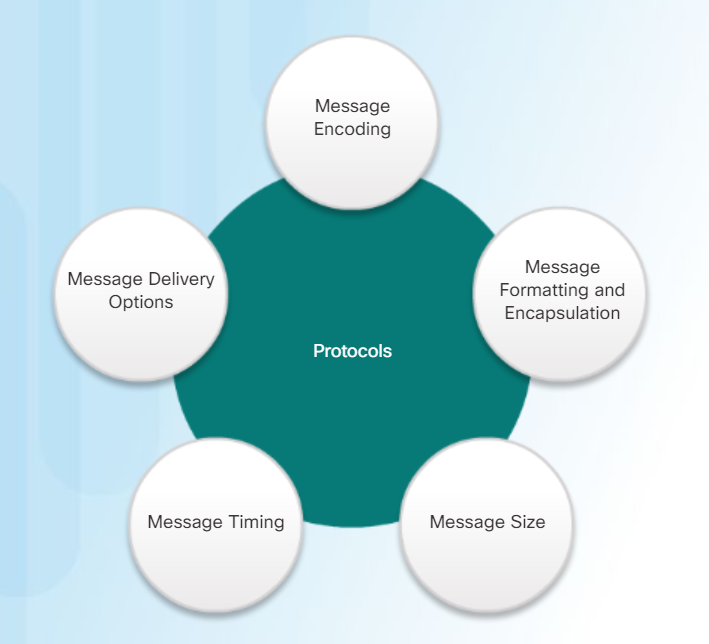 Message
Encoding
Message Delivery
Options
Message
Formatting and
Encapsulation
Protocols
Message Timing
Message Size